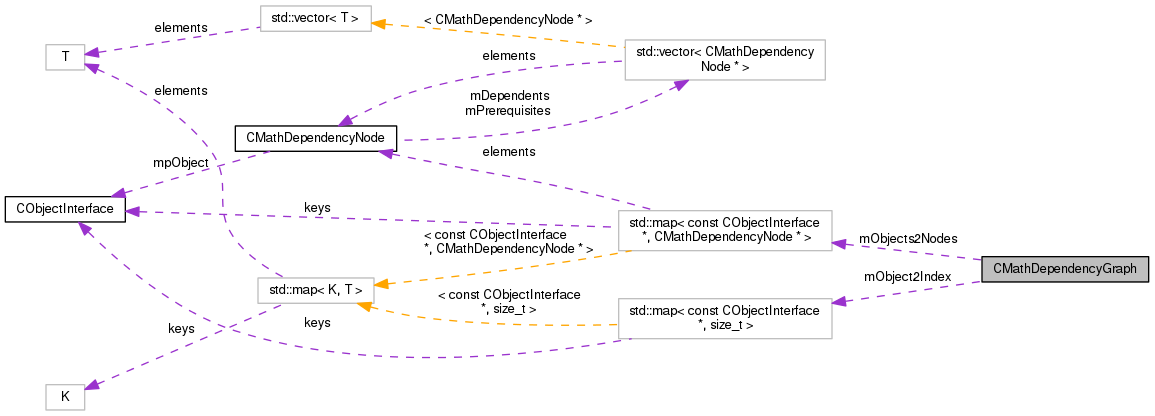 std::vector< T >
< CMathDependencyNode * >
elements
T
std::vector< CMathDependency
Node * >
elements
elements
mDependents
mPrerequisites
CMathDependencyNode
elements
mpObject
CObjectInterface
keys
std::map< const CObjectInterface
*, CMathDependencyNode * >
< const CObjectInterface
*, CMathDependencyNode * >
mObjects2Nodes
CMathDependencyGraph
mObject2Index
std::map< K, T >
< const CObjectInterface
*, size_t >
std::map< const CObjectInterface
*, size_t >
keys
keys
K